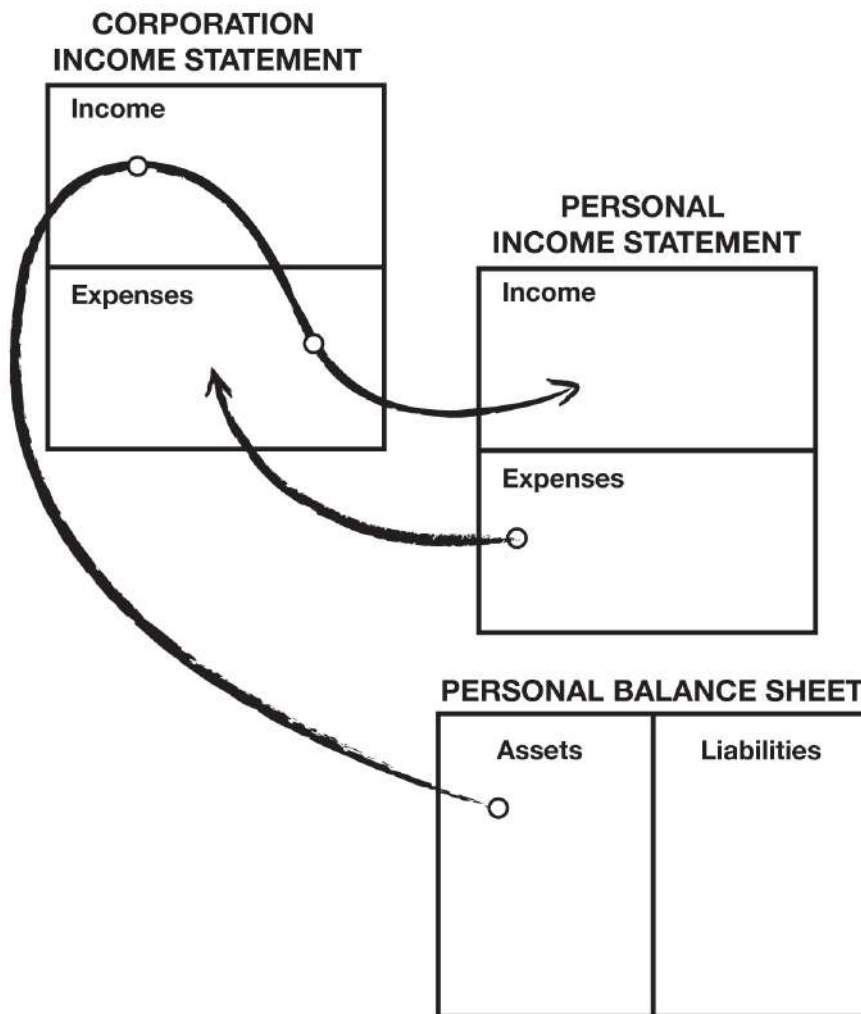 CORPORATION
INCOME STATEMENT
Income
Expenses
PERSONAL
INCOME STATEMENT
Income
Expenses
PERSONAL BALANCE SHEET
Assets
Liabilities